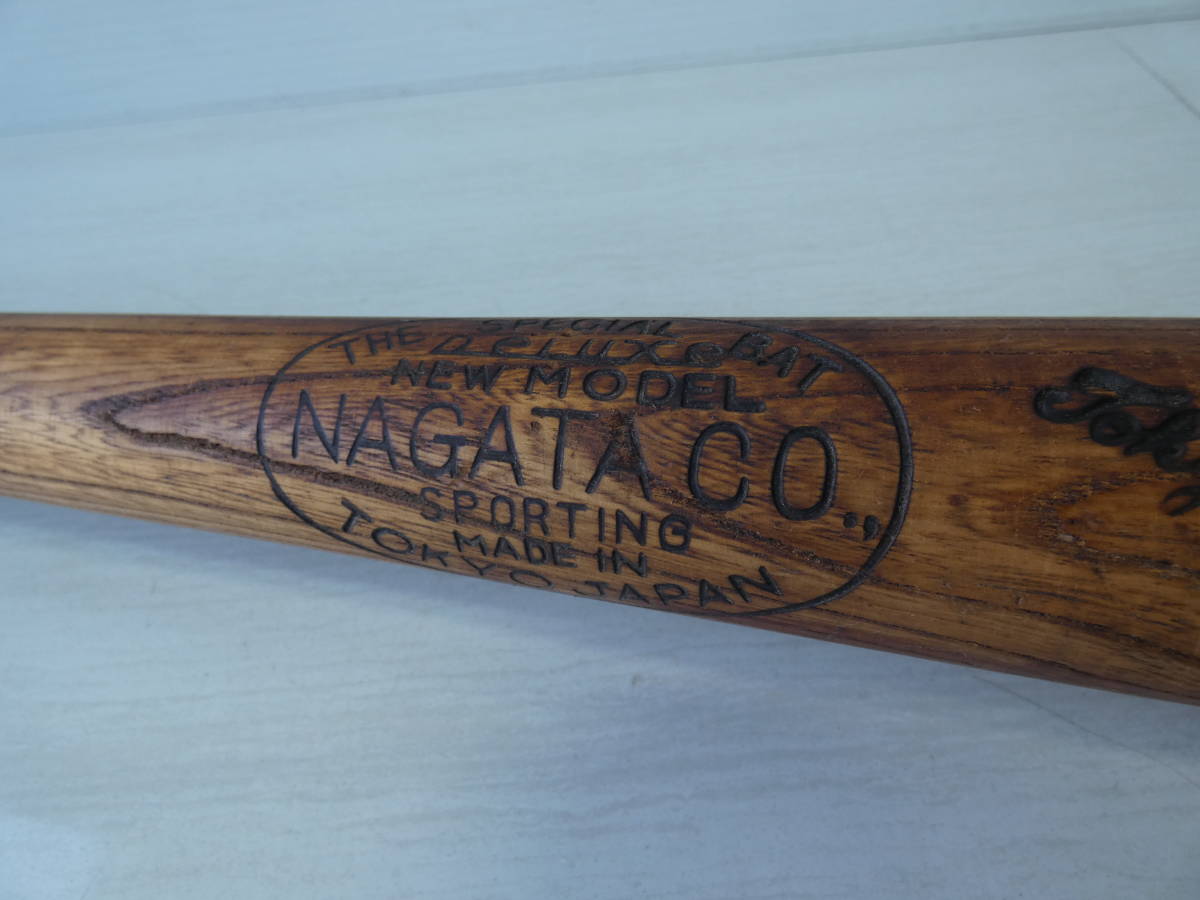 THE SPECIAL BAT
DeLUXe
NEW MODEL.
NAGATA CO.,
SPORTING
MADE IN
TOKYO JAPAN